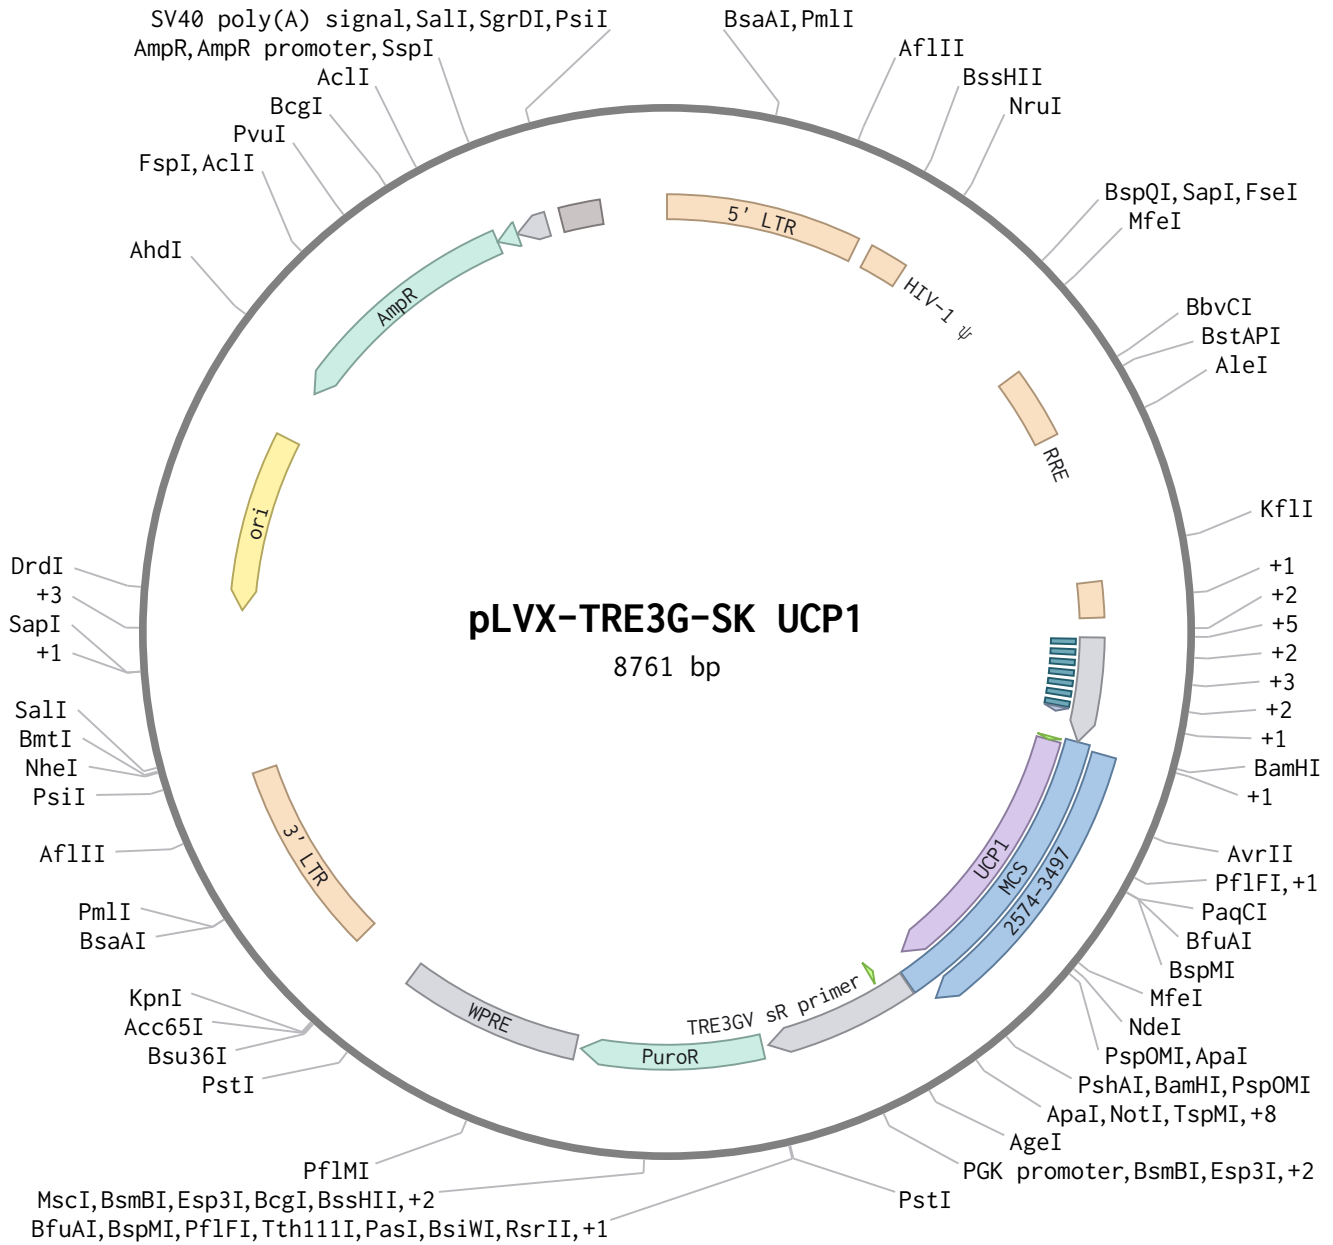 SV40 poly(A) signal,SalI,SgrDI,PsiI
AmpR,AmpR promoter,SspI
AclI
BcgI
PvuI
FspI,AclI
AhdI
BsaAI,PmlI
AflII
BssHII
NruI
BspQI,SapI,FseI
MfeI
BbvCI
BstAPI
AleI
KflI
+1
+2
+5
+2
+3
+2
+1
BamHI
+1
AvrII
PflFI,+1
PaqCI
BfuAI
BspMI
MfeI
NdeI
PspOMI,ApaI
PshAI,BamHI,PspOMI
ApaI,NotI,TspMI,+8
AgeI
PGK promoter,BsmBI,Esp3I,+2
PstI
DrdI
+3
SapI
+1
SalI
BmtI
NheI
PsiI
AflII
PmlI
BsaAI
KpnI
Acc65I
Bsu36I
PstI
PflMI
MscI,BsmBI,Esp3I,BcgI,BssHII,+2
BfuAI,BspMI,PflFI,Tth111I,PasI,BsiWI,RsrII,+1
5' LTR
HIV-1 ψ
RRE
AmpR
ori
pLVX-TRE3G-SK UCP1
8761 bp
UCP1
MCS
2574-3497
TRE3GV sR primer
PuroR
WPRE
3' LTR